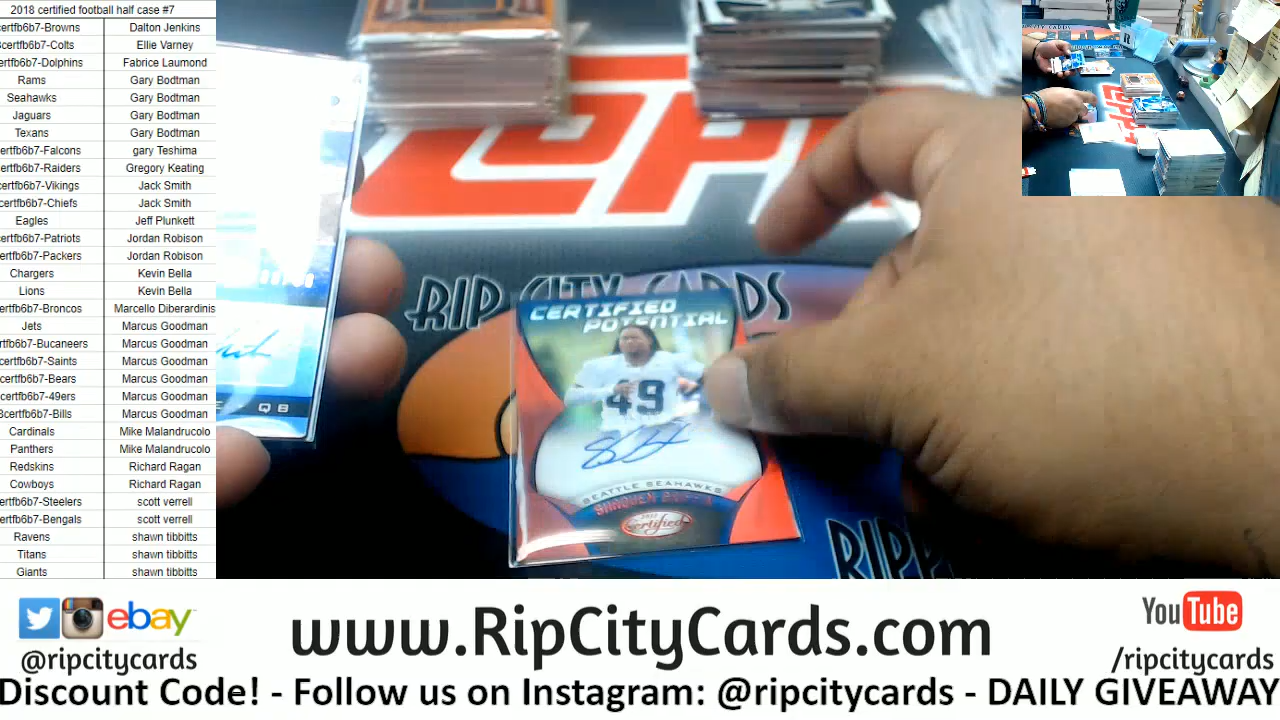 2018 certified football half case #7
certfb6b7-Browns Dalton Jenkins
certfb6b7-Colts Ellie Varney
certfb6b7-Dolphins Fabrice Laumond
Rams Gary Bodtman
Seahawks Gary Bodtman
Jaguars Gary Bodtman
Texans Gary Bodtman
certfb6b7-Falcons gary Teshima
certfb6b7-Raiders Gregory Keating
certfb6b7-Vikings Jack Smith
certfb6b7-Chiefs Jack Smith
Eagles Jeff Plunkett
certfb6b7-Patriots Jordan Robison
certfb6b7-Packers Jordan Robison
Chargers Kevin Bella
Lions Kevin Bella
certfb6b7-Broncos Marcello Diberardinis
Jets Marcus Goodman
rtfb6b7-Bucaneers Marcus Goodman
certfb6b7-Saints Marcus Goodman
certfb6b7-Bears Marcus Goodman
certfb6b7-49ers Marcus Goodman
3certfb6b7-Bills Marcus Goodman
Cardinals Mike Malandrucolo
Panthers Mike Malandrucolo
Redskins Richard Ragan
Cowboys Richard Ragan
ertfb6b7-Steelers scott verrell
ertfb6b7-Bengals scott verrell
Ravens shawn tibbitts
Titans shawn tibbitts
Giants shawn tibbitts
QB
RIP CITY CARDS
CERTIFIED
POTENTIAL
49
SEATTLE SEAHAWKS
SHAQUEM GRIFFIN
Certified
RIPP
ebay
@ripcitycards
www.RipCityCards.com
YouTube
/ripcitycards
Discount Code! - Follow us on Instagram: @ripcitycards - DAILY GIVEAWAY